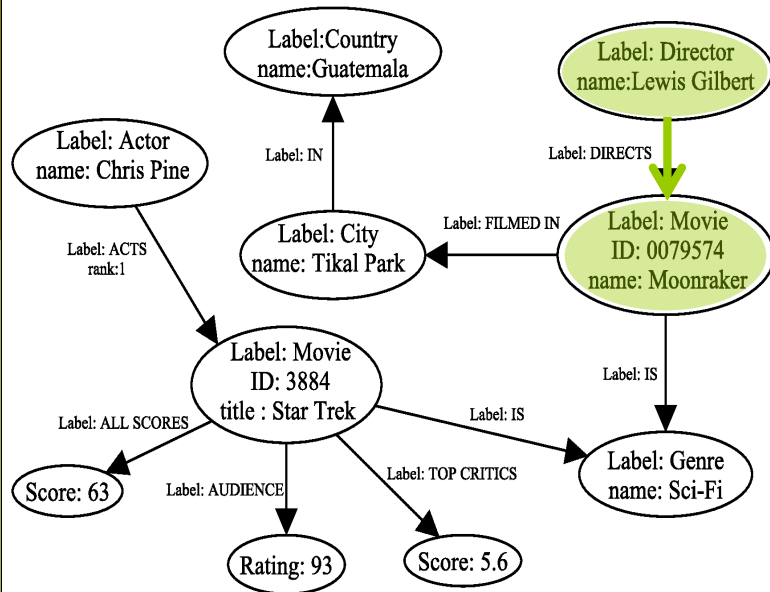 Label:Country
name:Guatemala
Label: Director
name:Lewis Gilbert
Label: Actor
name: Chris Pine
Label: IN
Label: DIRECTS
Label: City
name: Tikal Park
Label: FILMED IN
Label: Movie
ID: 0079574
name: Moonraker
Label: ACTS
rank:1
Label: Movie
ID: 3884
title : Star Trek
Label: IS
Label: ALL SCORES
Label: IS
Label: Genre
name: Sci-Fi
Score: 63
Label: AUDIENCE
Label: TOP CRITICS
Rating: 93
Score: 5.6